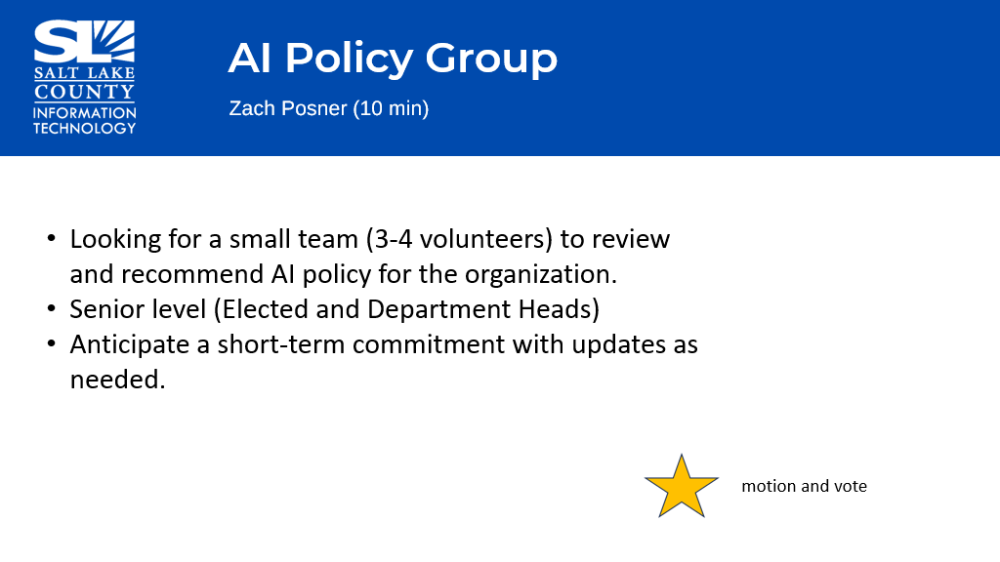 SL
SALT LAKE
COUNTY
INFORMATION
TECHNOLOGY
AI Policy Group
Zach Posner (10 min)
• Looking for a small team (3-4 volunteers) to review
and recommend AI policy for the organization.
• Senior level (Elected and Department Heads)
• Anticipate a short-term commitment with updates as
needed.
motion and vote